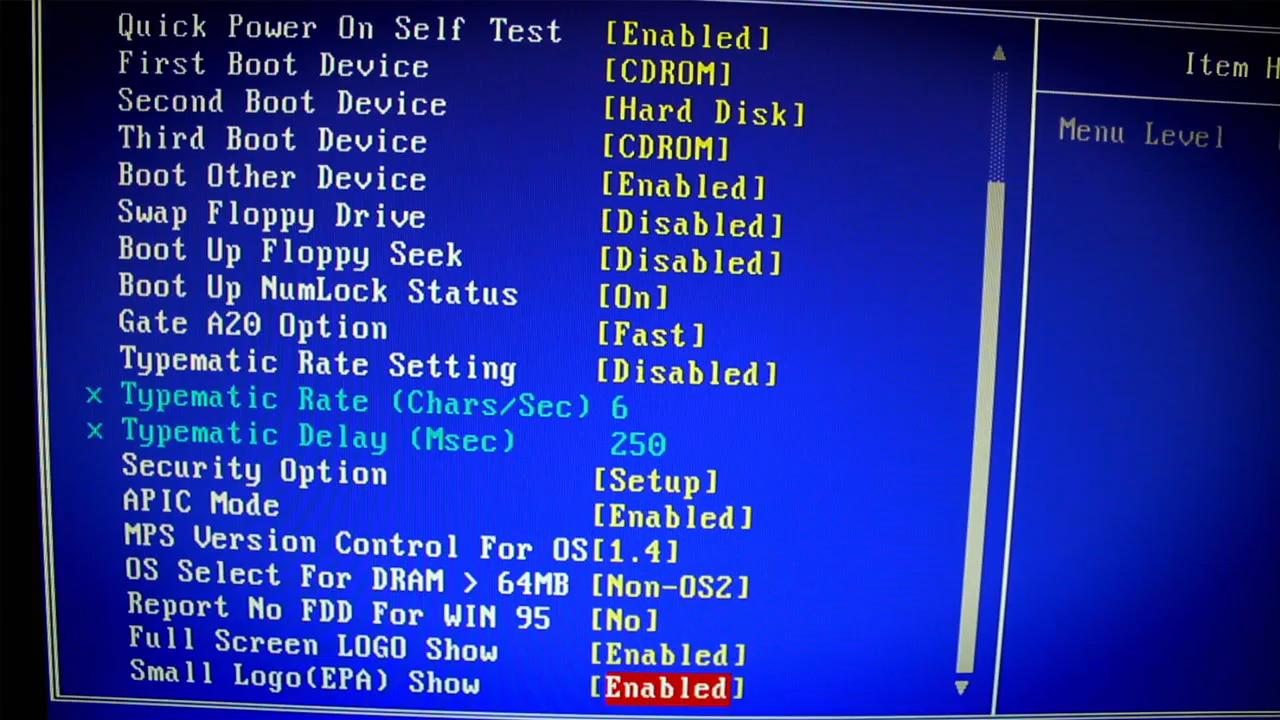 Quick Power On Self Test [Enabled]
First Boot Device [CDROM]
Second Boot Device [Hard Disk]
Third Boot Device [CDROM]
Boot Other Device [Enabled]
Swap Floppy Drive [Disabled]
Boot Up Floppy Seek [Disabled]
Boot Up NumLock Status [On]
Gate A20 Option [Fast]
Typematic Rate Setting [Disabled]
x Typematic Rate (Chars/Sec) 6
x Typematic Delay (Msec) 250
Security Option [Setup]
APIC Mode [Enabled]
MPS Version Control For OS[1.4]
OS Select For DRAM > 64MB [Non-OS2]
Report No FDD For WIN 95 [No]
Full Screen LOGO Show [Enabled]
Small Logo(EPA) Show [Enabled]
Item
Menu Level